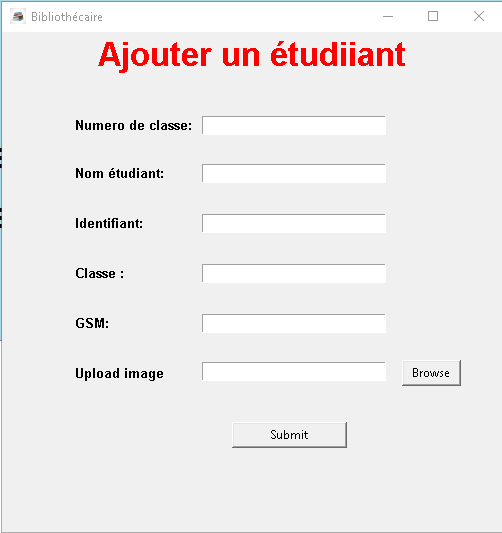 Bibliothécaire
Ajouter un étudiiant
Numero de classe:
Nom étudiant:
Identifiant:
Classe :
GSM:
Upload image
Browse
Submit